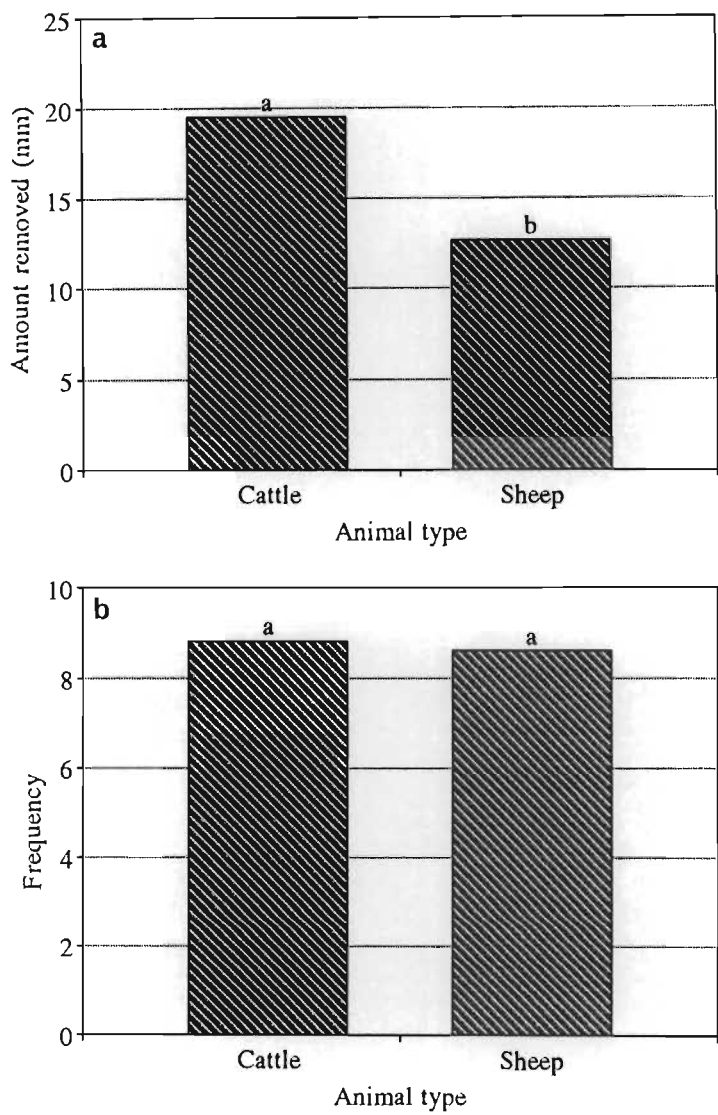 a
25
20
15
10
5
0
Amount removed (mm)
a
b
Cattle Sheep
Animal type
b
10
8
6
4
2
0
Frequency
a
a
Cattle Sheep
Animal type